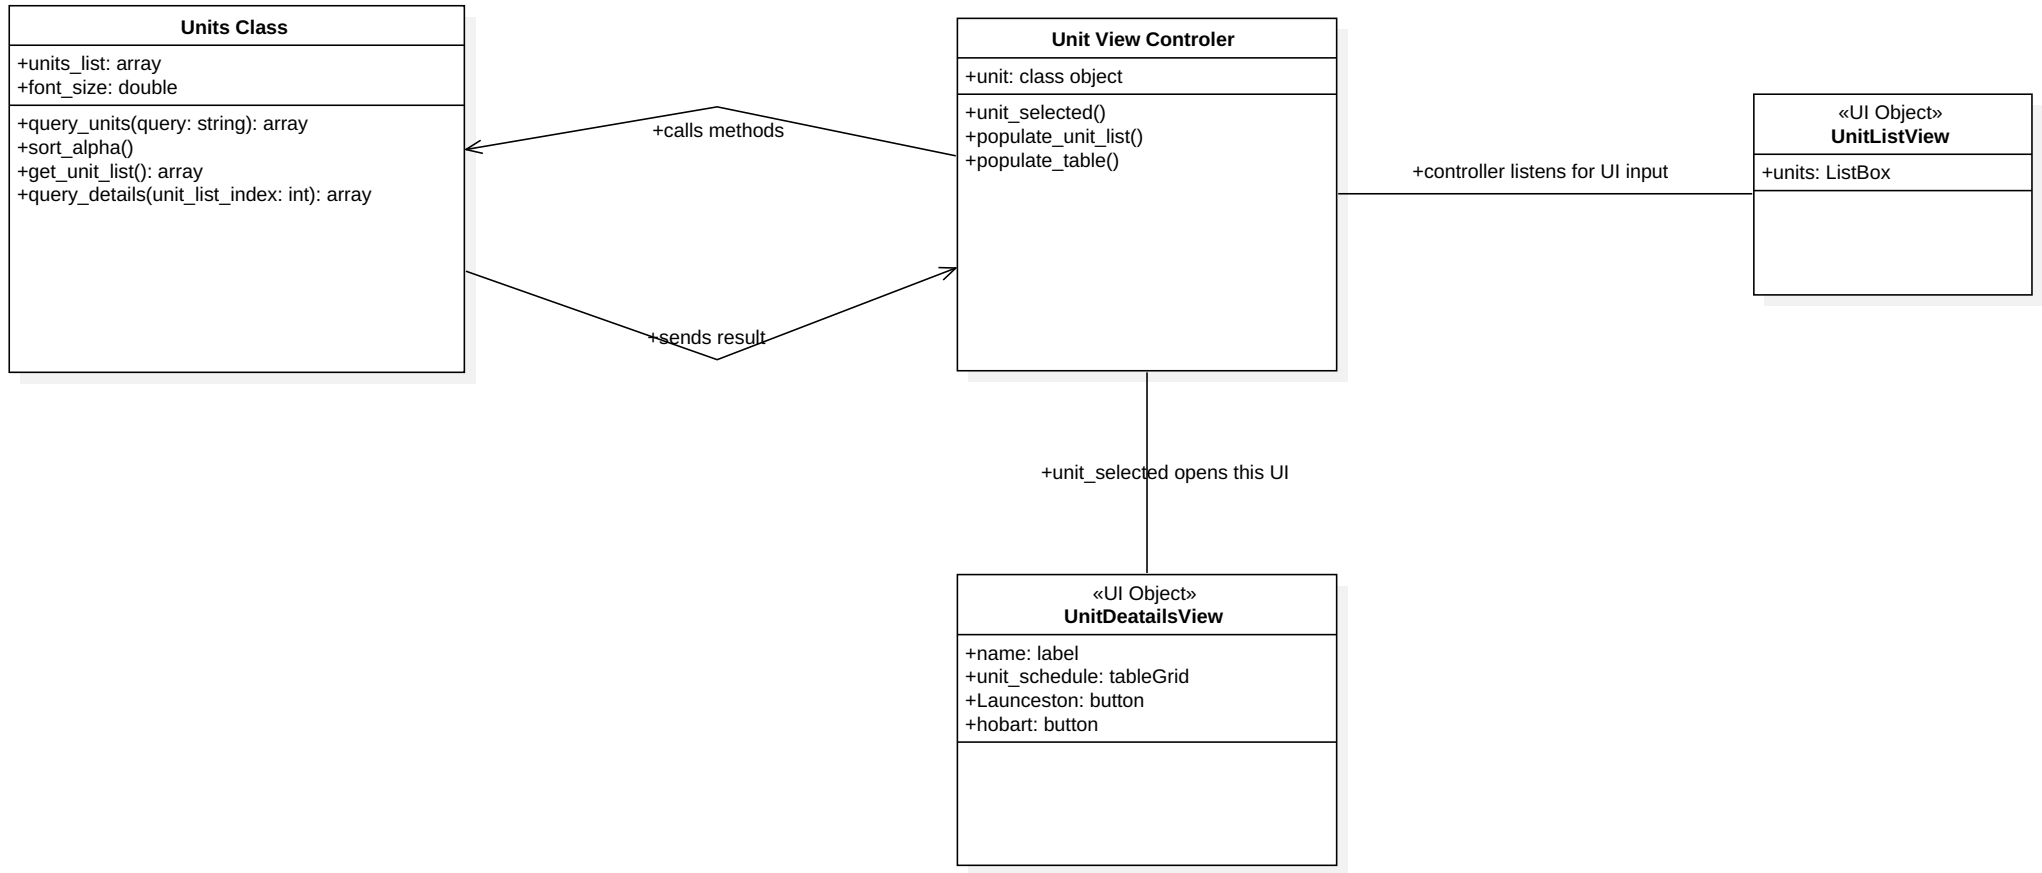 Units Class
+units_list: array
+font_size: double
+query_units(query: string): array
+sort_alpha()
+get_unit_list(): array
+query_details(unit_list_index: int): array
+calls methods
+sends result
Unit View Controler
+unit: class object
+unit_selected()
+populate_unit_list()
+populate_table()
+controller listens for UI input
«UI Object»
UnitListView
+units: ListBox
+unit_selected opens this UI
«UI Object»
UnitDeatailsView
+name: label
+unit_schedule: tableGrid
+Launceston: button
+hobart: button